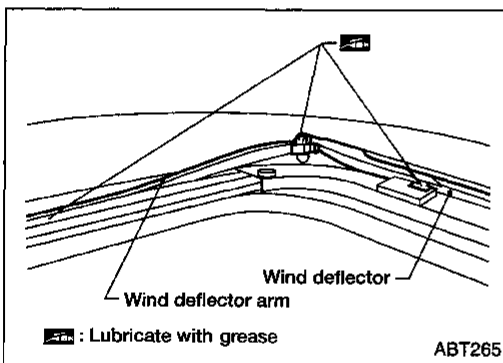 Wind deflector
Wind deflector arm
: Lubricate with grease
ABT265